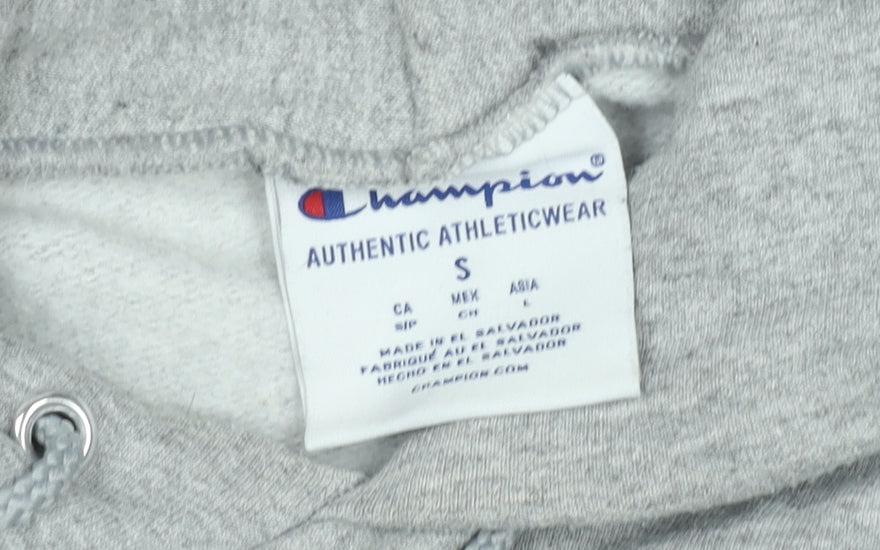 Champion®
AUTHENTIC ATHLETICWEAR
S
CA MEX ASIA
S/P CH L
MADE IN EL SALVADOR
FABRIQUÉ AU EL SALVADOR
HECHO EN EL SALVADOR
CHAMPION.COM